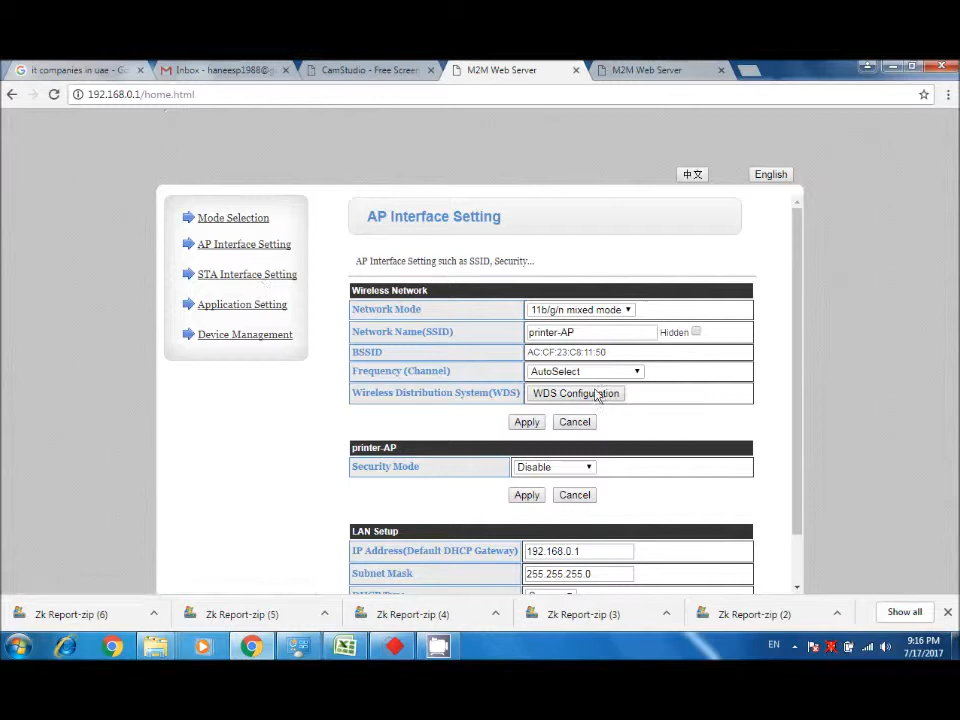 it companies in uae - Go
Inbox - haneesp1988@g
CamStudio - Free Screen
M2M Web Server
M2M Web Server
192.168.0.1/home.html
中文
English
Mode Selection
AP Interface Setting
STA Interface Setting
Application Setting
Device Management
AP Interface Setting
AP Interface Setting such as SSID, Security...
Wireless Network
Network Mode 11b/g/n mixed mode
Network Name(SSID) printer-AP Hidden
BSSID AC:CF:23:C8:11:50
Frequency (Channel) AutoSelect
Wireless Distribution System(WDS) WDS Configuration
Apply Cancel
printer-AP
Security Mode Disable
Apply Cancel
LAN Setup
IP Address(Default DHCP Gateway) 192.168.0.1
Subnet Mask 255.255.255.0
DHCP Type
Zk Report-zip (6)
Zk Report-zip (5)
Zk Report-zip (4)
Zk Report-zip (3)
Zk Report-zip (2)
Show all
EN
9:16 PM
7/17/2017